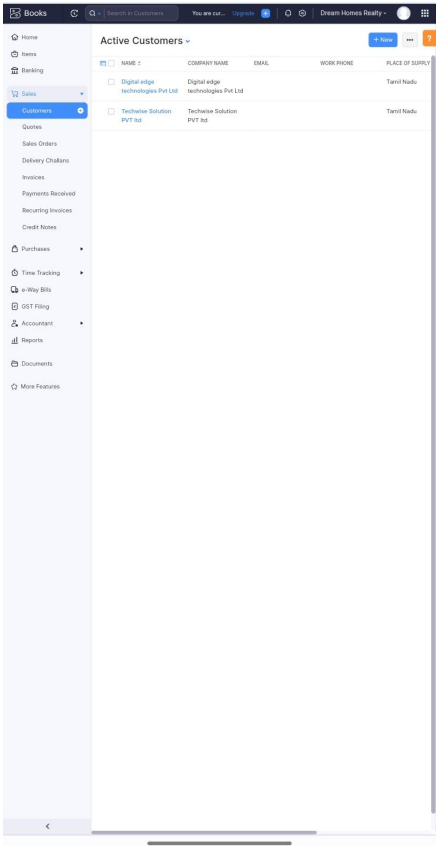 Books
Search in Customers
You are cur... Upgrade
Dream Homes Realty
Home
Items
Banking
Sales
Customers
Quotes
Sales Orders
Delivery Challans
Invoices
Payments Received
Recurring Invoices
Credit Notes
Purchases
Time Tracking
e-Way Bills
GST Filing
Accountant
Reports
Documents
More Features
Active Customers
+ New
?
NAME COMPANY NAME EMAIL WORK PHONE PLACE OF SUPPLY
Digital edge Digital edge Tamil Nadu
technologies Pvt Ltd technologies Pvt Ltd
Techwise Solution Techwise Solution Tamil Nadu
PVT ltd PVT ltd